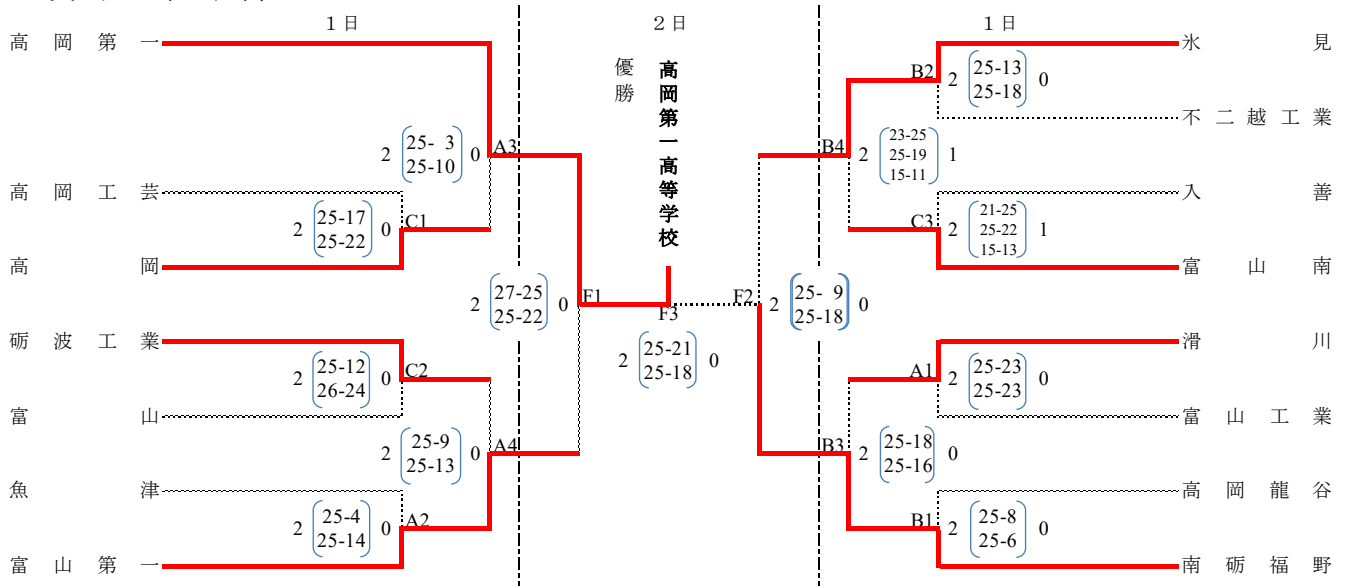 1日
2日
1日
優勝
高岡第一高等学校
高岡第一
高岡工芸
高岡
砺波工業
富山
魚津
富山第一
2 25- 3 0 A3
25-10
2 25-17 0 C1
25-22
2 27-25 0 F1
25-22
2 25-12 0 C2
26-24
2 25-9 0 A4
25-13
2 25-4 0 A2
25-14
F3
2 25-21 0
25-18
氷見
不二越工業
入善
富山南
滑川
富山工業
高岡龍谷
南砺福野
B2 2 25-13 0
25-18
B4 2 23-25 1
25-19
15-11
C3 2 21-25 1
25-22
15-13
F2 2 25- 9 0
25-18
A1 2 25-23 0
25-23
B3 2 25-18 0
25-16
B1 2 25-8 0
25-6